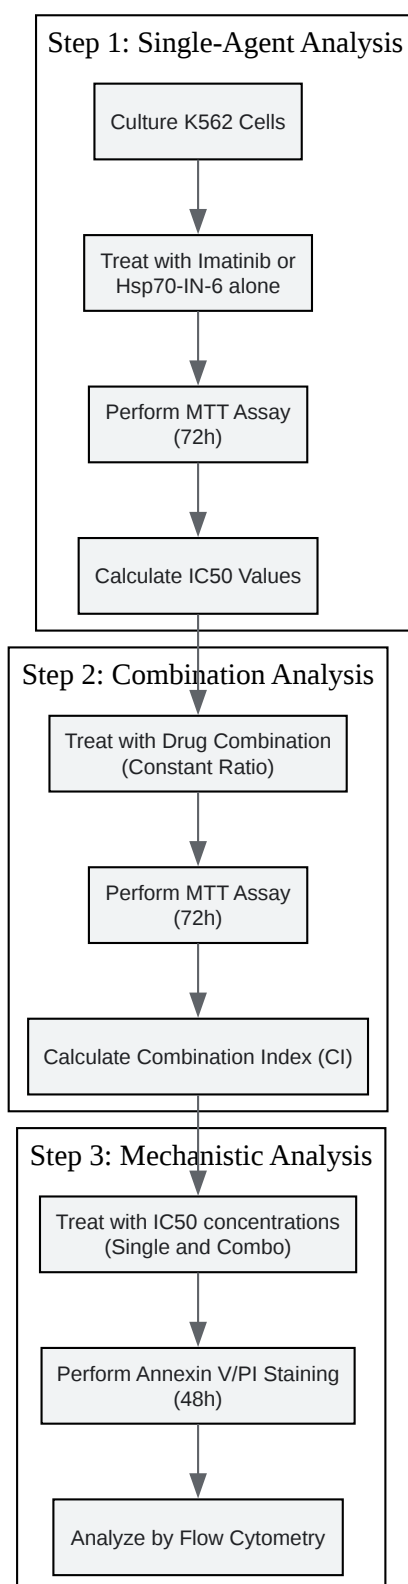 Step 1: Single-Agent Analysis
Culture K562 Cells
Treat with Imatinib or
Hsp70-IN-6 alone
Perform MTT Assay
(72h)
Calculate IC50 Values
Step 2: Combination Analysis
Treat with Drug Combination
(Constant Ratio)
Perform MTT Assay
(72h)
Calculate Combination Index (CI)
Step 3: Mechanistic Analysis
Treat with IC50 concentrations
(Single and Combo)
Perform Annexin V/PI Staining
(48h)
Analyze by Flow Cytometry